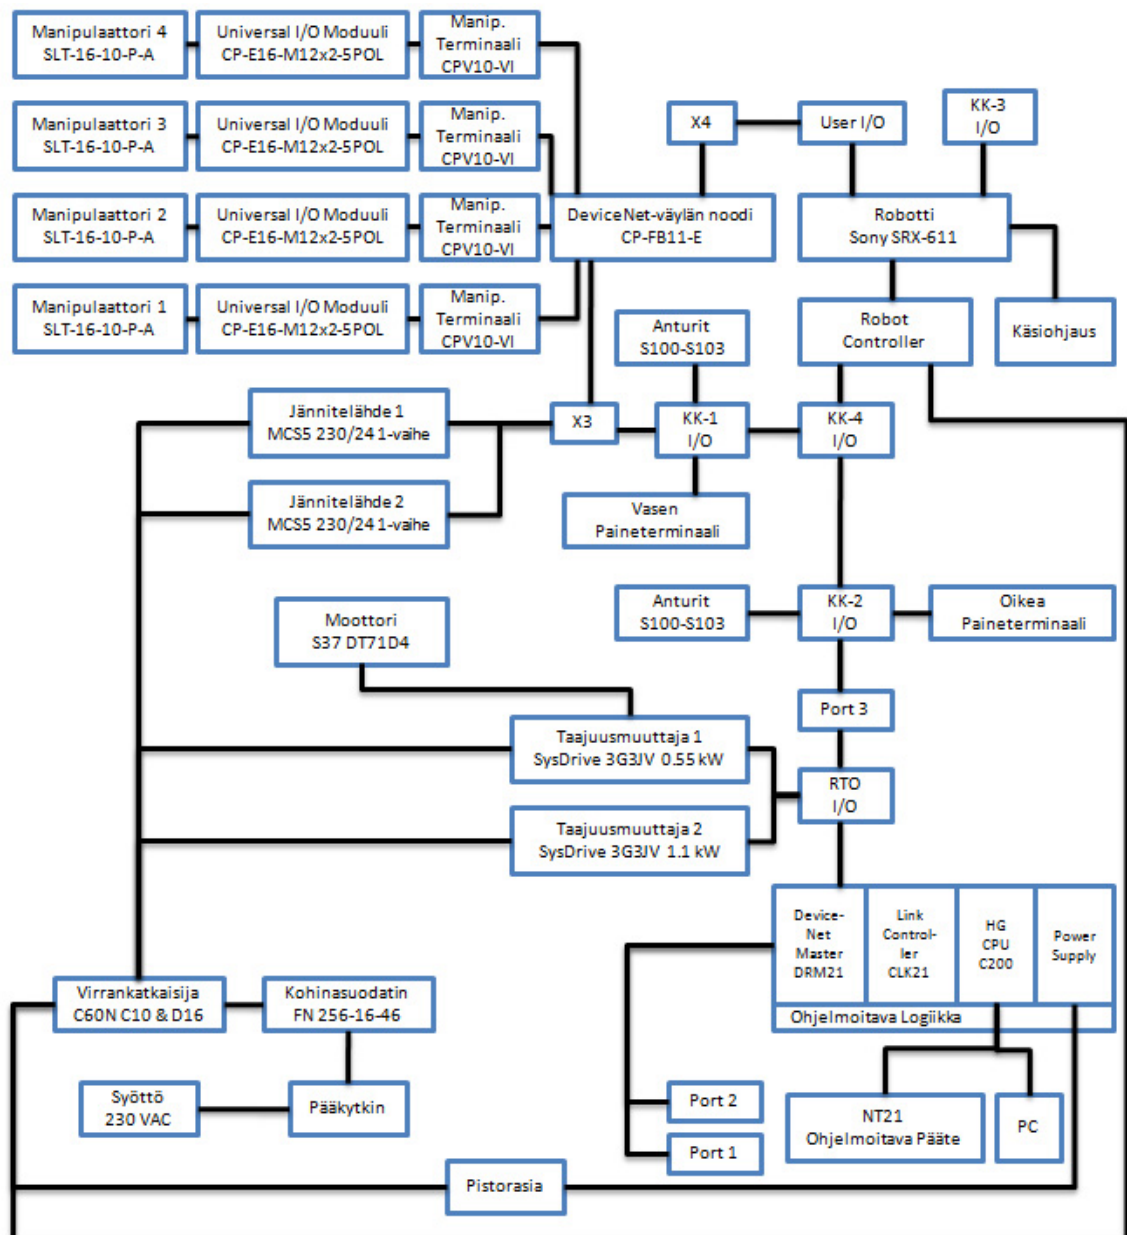 Manipulaattori 4
SLT-16-10-P-A
Universal I/O Moduuli
CP-E16-M12x2-5POL
Manip.
Terminaali
CPV10-VI
Manipulaattori 3
SLT-16-10-P-A
Universal I/O Moduuli
CP-E16-M12x2-5POL
Manip.
Terminaali
CPV10-VI
X4
User I/O
KK-3
I/O
Manipulaattori 2
SLT-16-10-P-A
Universal I/O Moduuli
CP-E16-M12x2-5POL
Manip.
Terminaali
CPV10-VI
DeviceNet-väylän noodi
CP-FB11-E
Robotti
Sony SRX-611
Manipulaattori 1
SLT-16-10-P-A
Universal I/O Moduuli
CP-E16-M12x2-5POL
Manip.
Terminaali
CPV10-VI
Anturit
S100-S103
Robot
Controller
Käsiohjaus
Jännitelähde 1
MCS5 230/24 1-vaihe
X3
KK-1
I/O
KK-4
I/O
Jännitelähde 2
MCS5 230/24 1-vaihe
Vasen
Paineterminaali
Moottori
S37 DT71D4
Anturit
S100-S103
KK-2
I/O
Oikea
Paineterminaali
Port 3
Taajuusmuuttaja 1
SysDrive 3G3JV 0.55 kW
RTO
I/O
Taajuusmuuttaja 2
SysDrive 3G3JV 1.1 kW
Device-
Net
Master
DRM21
Link
Control-
ler
CLK21
HG
CPU
C200
Power
Supply
Ohjelmoitava Logiikka
Virrankatkaisija
C60N C10 & D16
Kohinasuodatin
FN 256-16-46
Syöttö
230 VAC
Pääkytkin
Port 2
Port 1
NT21
Ohjelmoitava Pääte
PC
Pistorasia